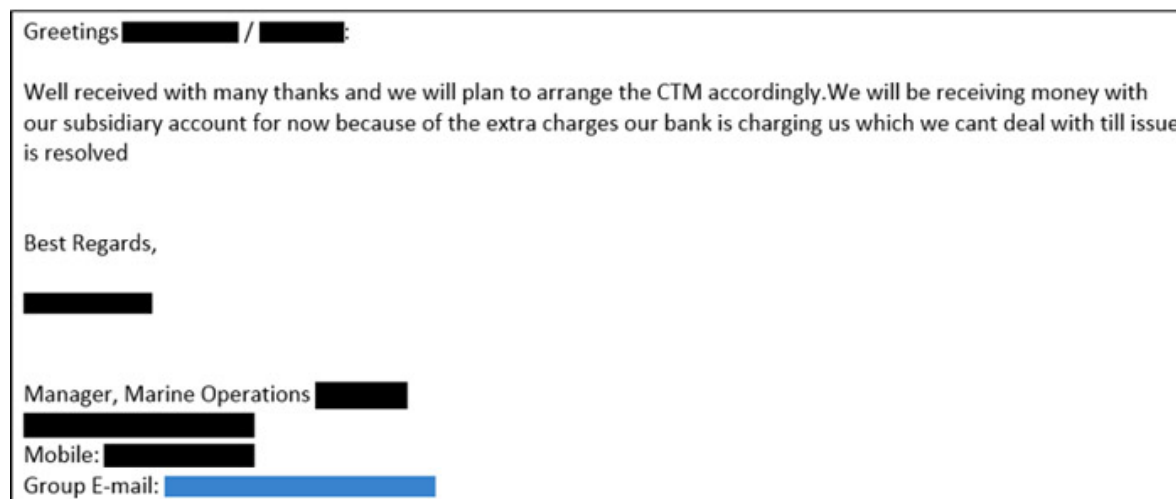 Greetings / :
Well received with many thanks and we will plan to arrange the CTM accordingly.We will be receiving money with
our subsidiary account for now because of the extra charges our bank is charging us which we cant deal with till issue
is resolved
Best Regards,
Manager, Marine Operations
Mobile:
Group E-mail: